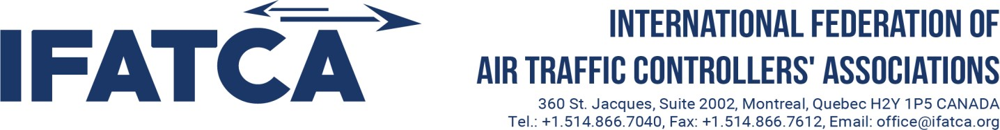 IFATCA
INTERNATIONAL FEDERATION OF
AIR TRAFFIC CONTROLLERS' ASSOCIATIONS
360 St. Jacques, Suite 2002, Montreal, Quebec H2Y 1P5 CANADA
Tel.: +1.514.866.7040, Fax: +1.514.866.7612, Email: office@ifatca.org